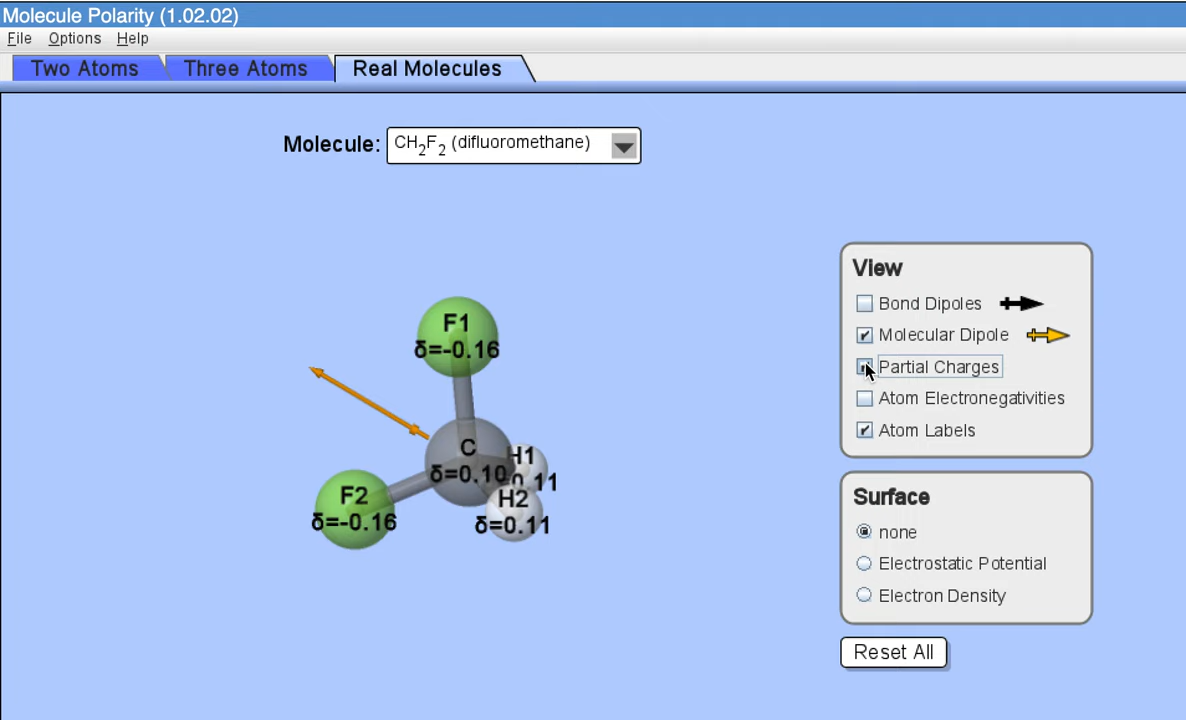 Molecule Polarity (1.02.02)
File Options Help
Two Atoms Three Atoms Real Molecules
Molecule: CH₂F₂ (difluoromethane)
F1
δ=-0.16
C
δ=0.10
H1
0.11
H2
δ=0.11
F2
δ=-0.16
View
Bond Dipoles
Molecular Dipole
Partial Charges
Atom Electronegativities
Atom Labels
Surface
none
Electrostatic Potential
Electron Density
Reset All